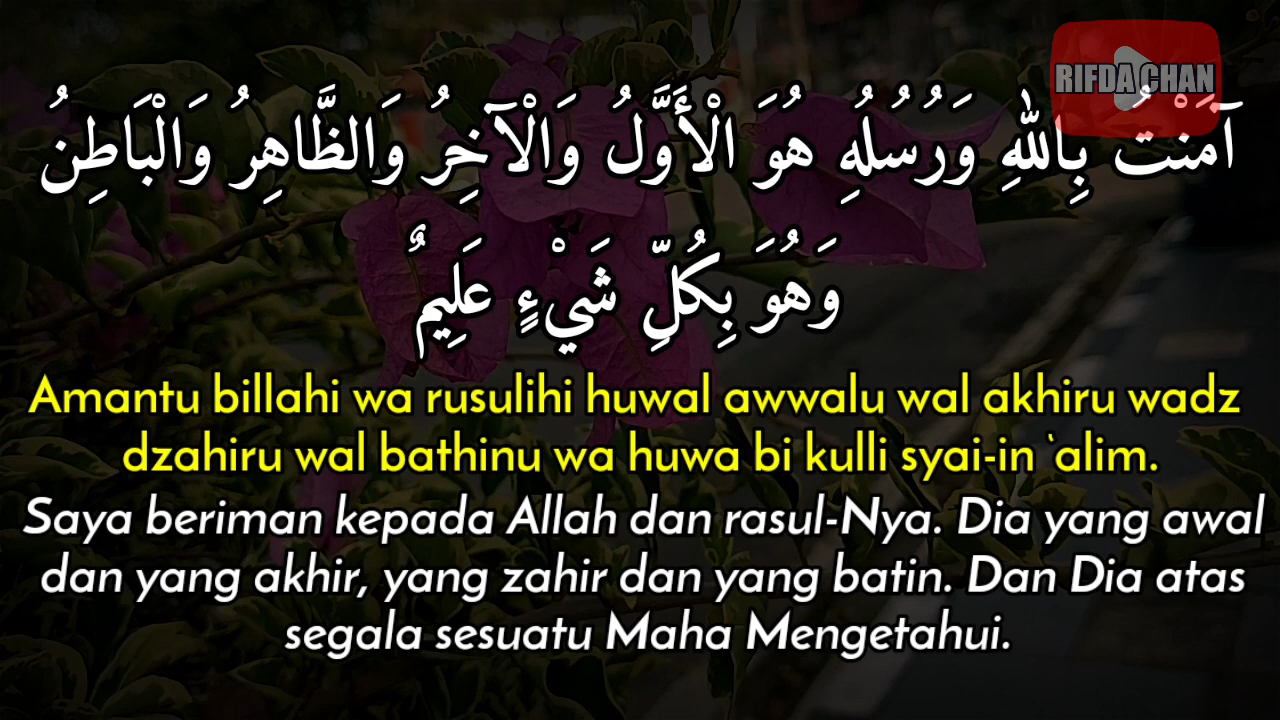 RIFDA CHAN
آمَنْتُ بِاللهِ وَرُسُلِهِ هُوَ الْأَوَّلُ وَالْآخِرُ وَالظَّاهِرُ وَالْبَاطِنُ
وَهُوَ بِكُلِّ شَيْءٍ عَلِيمٌ
Amantu billahi wa rusulihi huwal awwalu wal akhiru wadz
dzahiru wal bathinu wa huwa bi kulli syai-in `alim.
Saya beriman kepada Allah dan rasul-Nya. Dia yang awal
dan yang akhir, yang zahir dan yang batin. Dan Dia atas
segala sesuatu Maha Mengetahui.